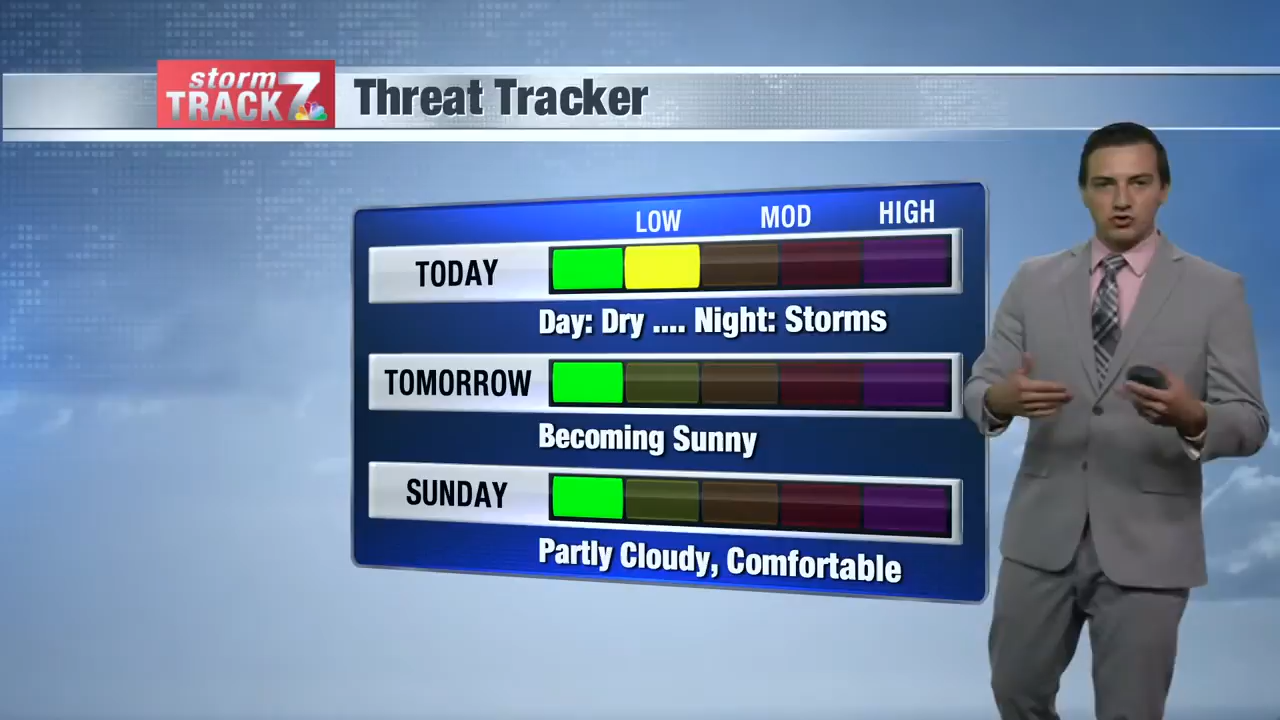 storm
TRACK 7
Threat Tracker
LOW MOD HIGH
TODAY
Day: Dry .... Night: Storms
TOMORROW
Becoming Sunny
SUNDAY
Partly Cloudy, Comfortable